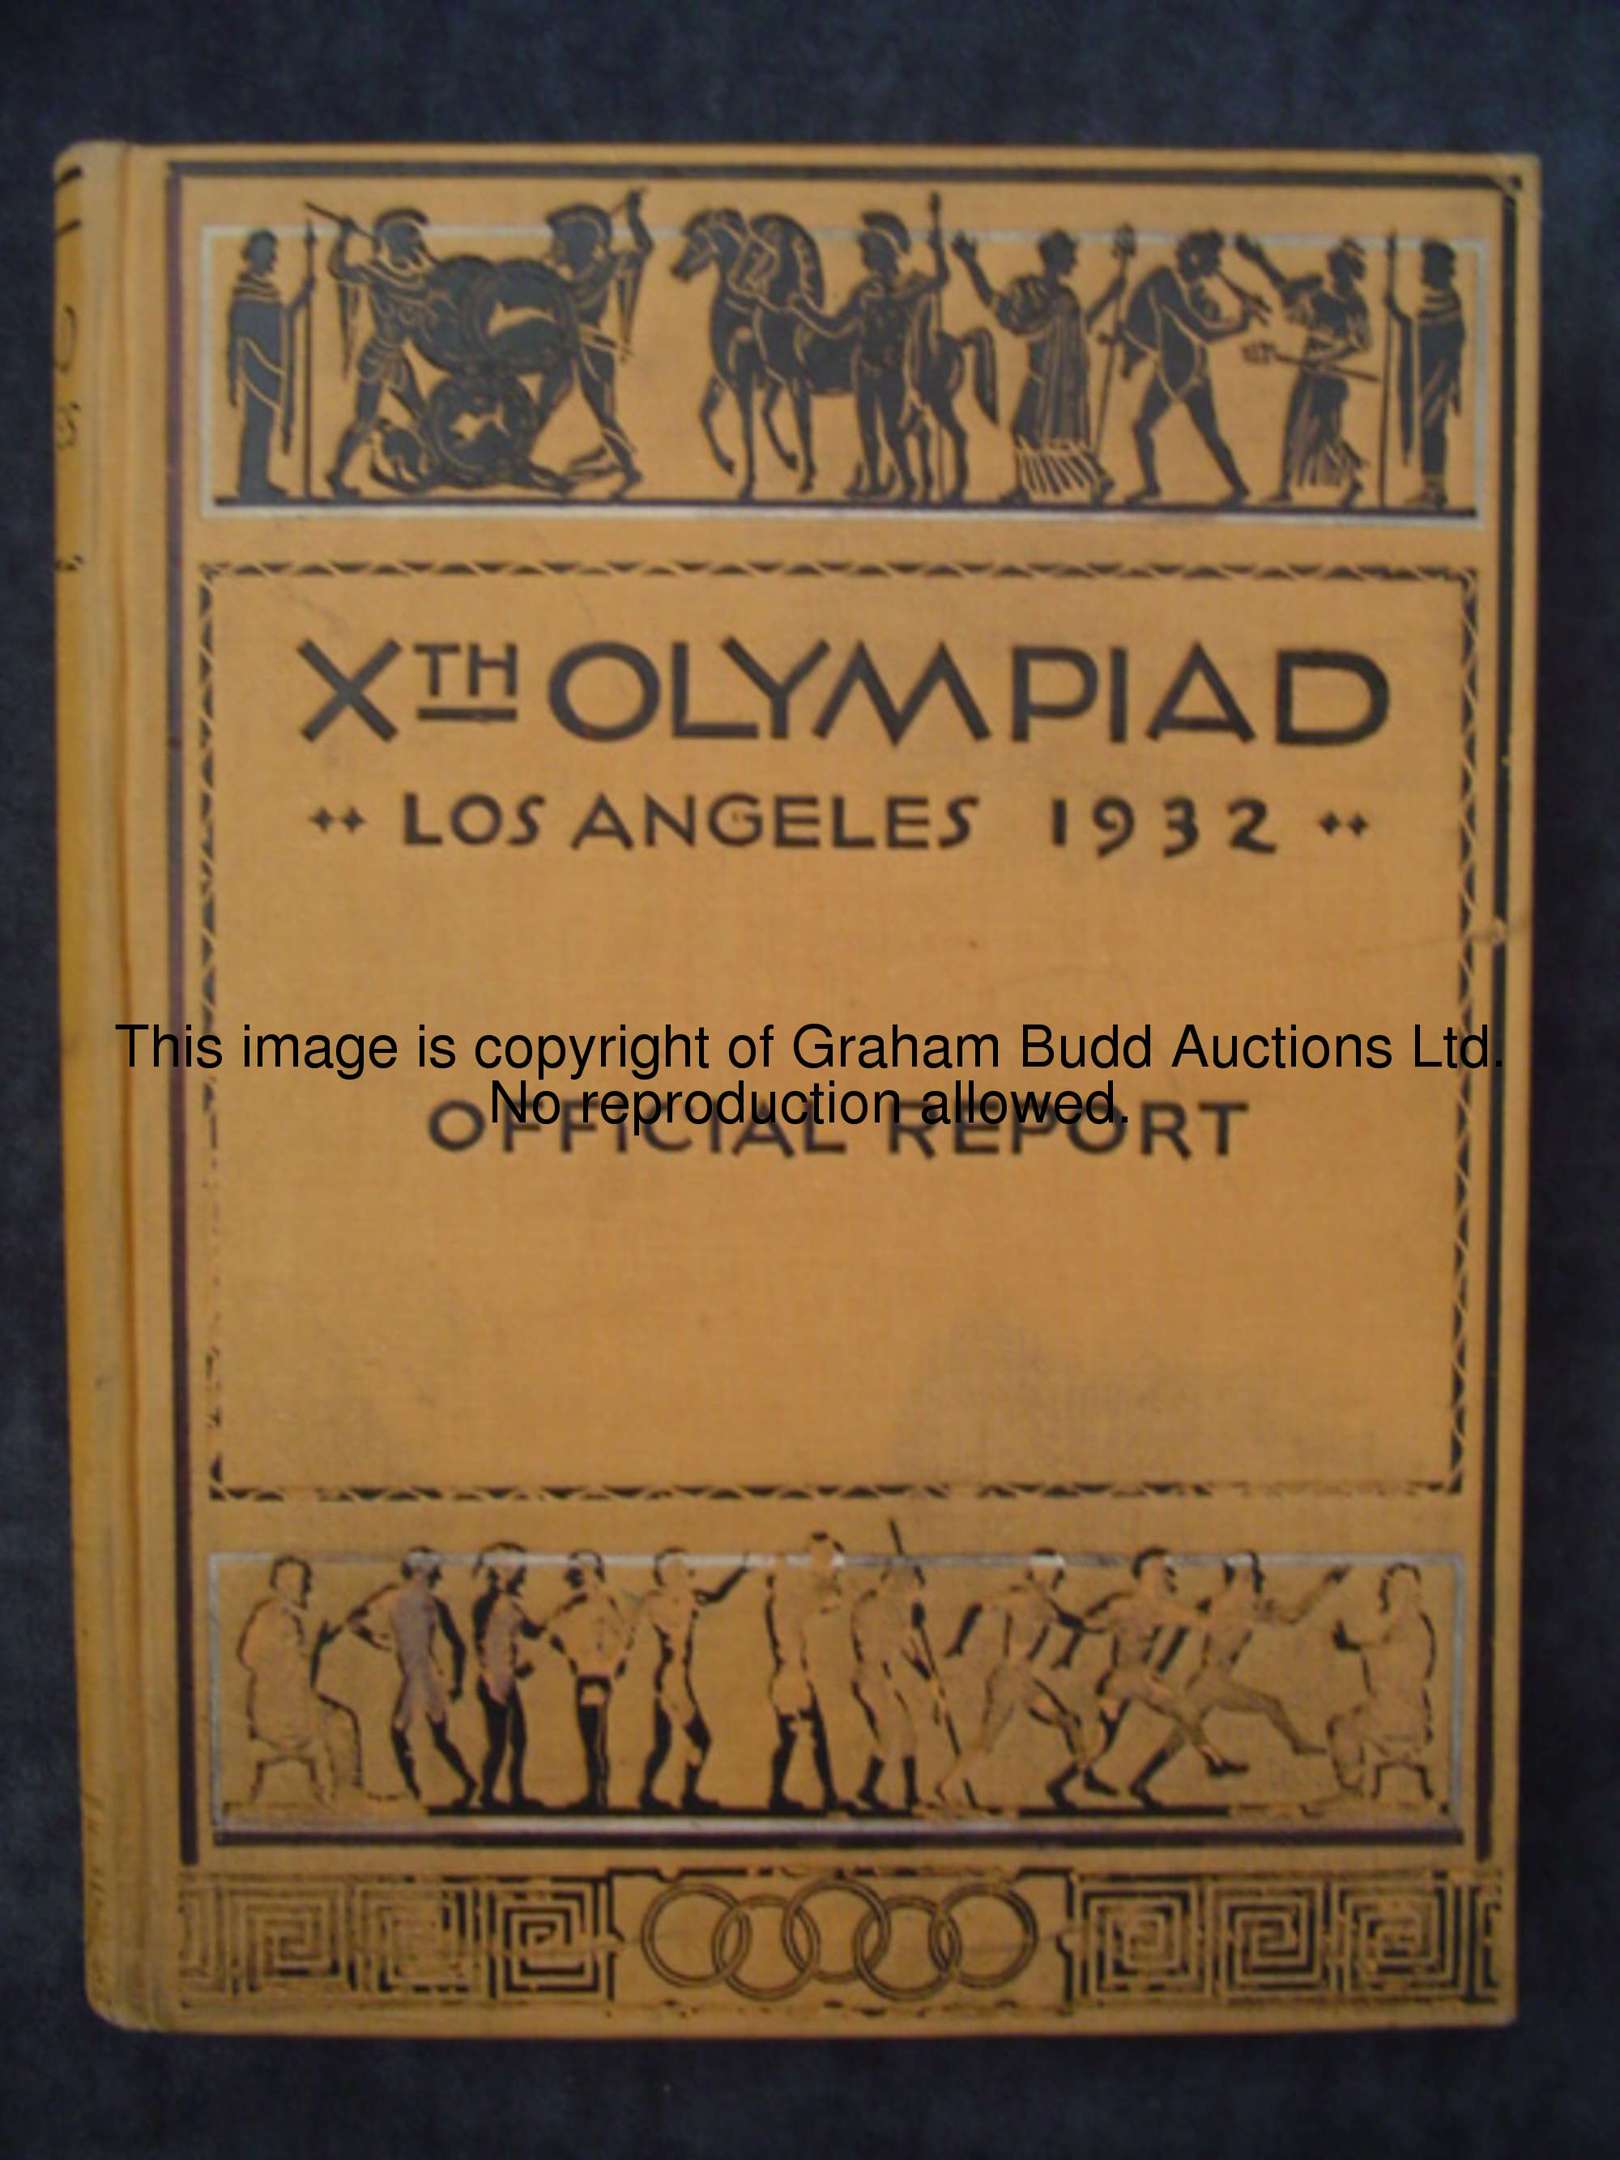 XTH OLYMPIAD
LOS ANGELES 1932
This image is copyright of Graham Budd Auctions Ltd.
No reproduction allowed.
OFFICIAL REPORT